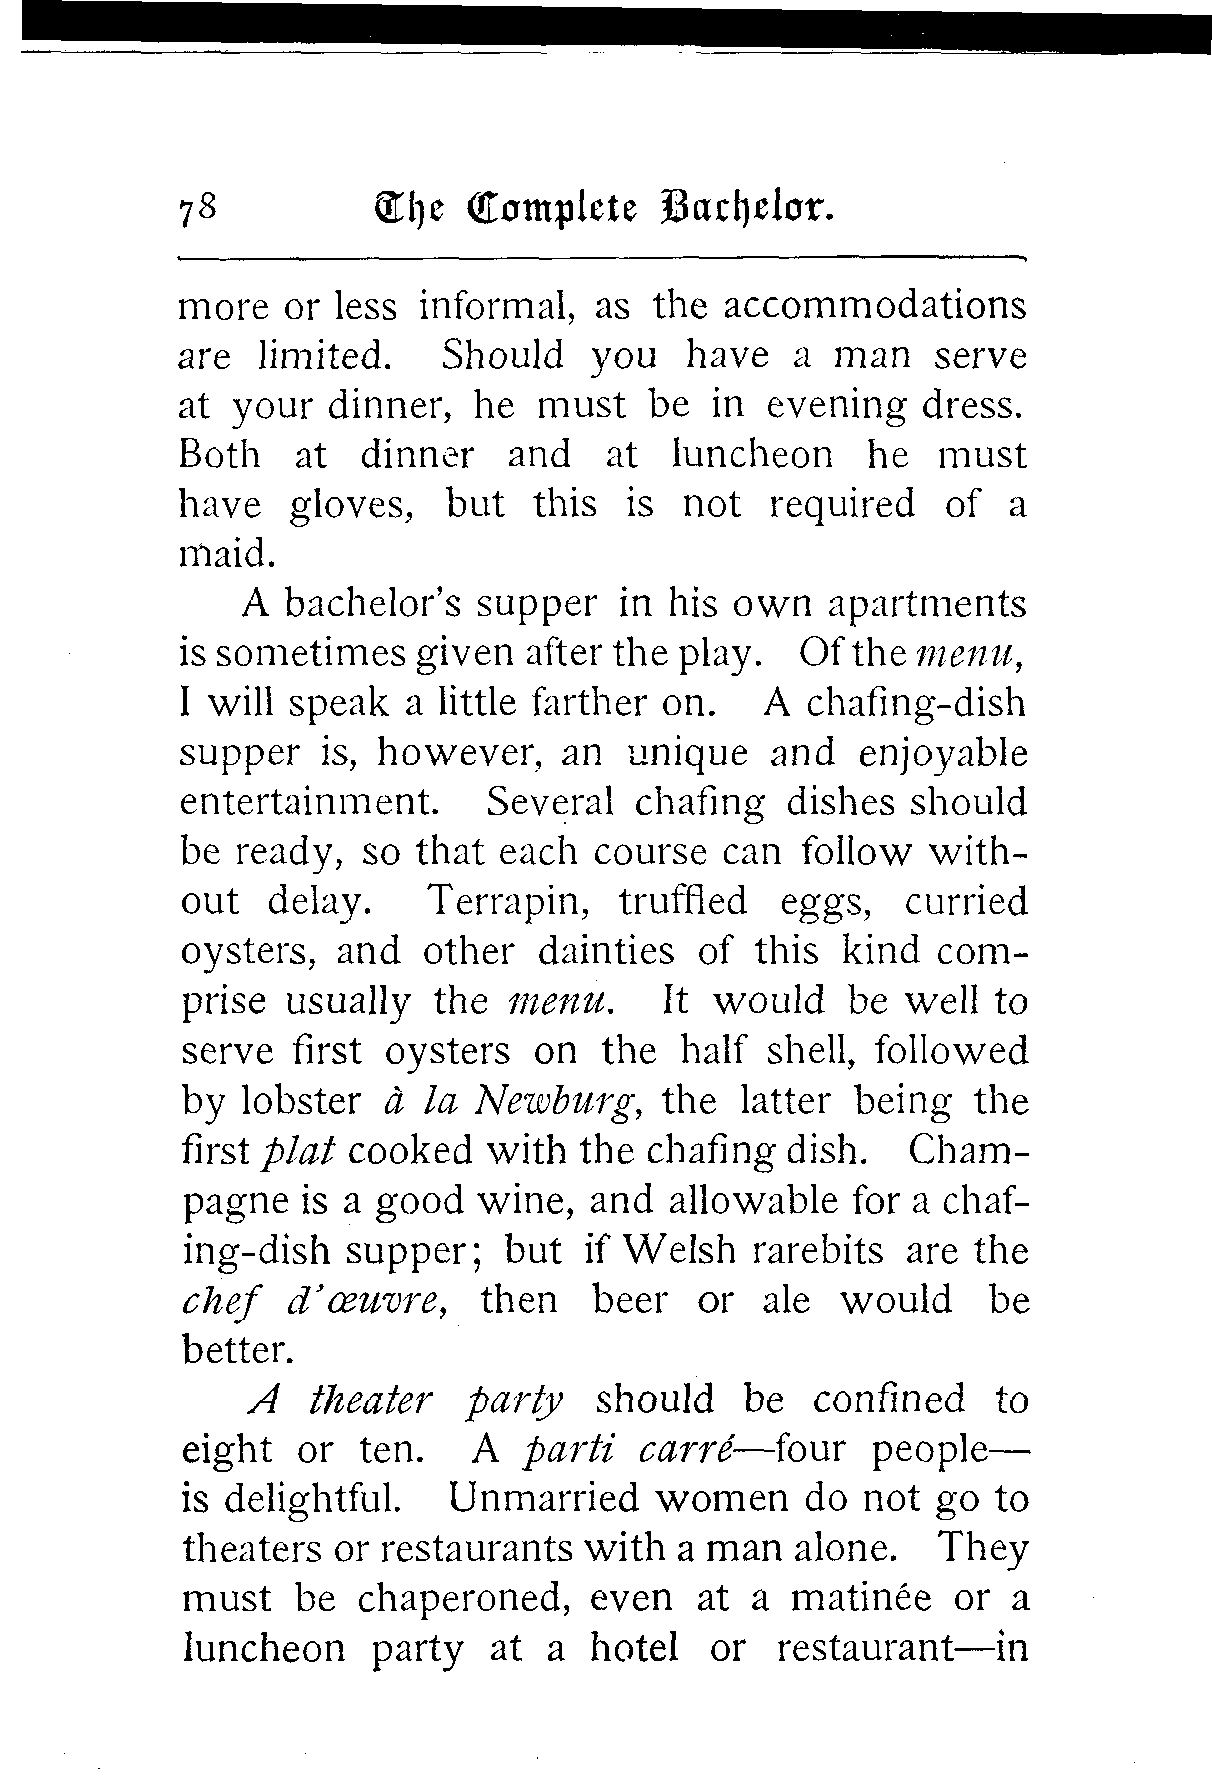 78 The Complete Bachelor.
more or less informal, as the accommodations
are limited. Should you have a man serve
at your dinner, he must be in evening dress.
Both at dinner and at luncheon he must
have gloves, but this is not required of a
maid.
A bachelor's supper in his own apartments
is sometimes given after the play. Of the menu,
I will speak a little farther on. A chafing-dish
supper is, however, an unique and enjoyable
entertainment. Several chafing dishes should
be ready, so that each course can follow with-
out delay. Terrapin, truffled eggs, curried
oysters, and other dainties of this kind com-
prise usually the menu. It would be well to
serve first oysters on the half shell, followed
by lobster à la Newburg, the latter being the
first plat cooked with the chafing dish. Cham-
pagne is a good wine, and allowable for a chaf-
ing-dish supper; but if Welsh rarebits are the
chef d'œuvre, then beer or ale would be
better.
A theater party should be confined to
eight or ten. A parti carré—four people—
is delightful. Unmarried women do not go to
theaters or restaurants with a man alone. They
must be chaperoned, even at a matinée or a
luncheon party at a hotel or restaurant—in